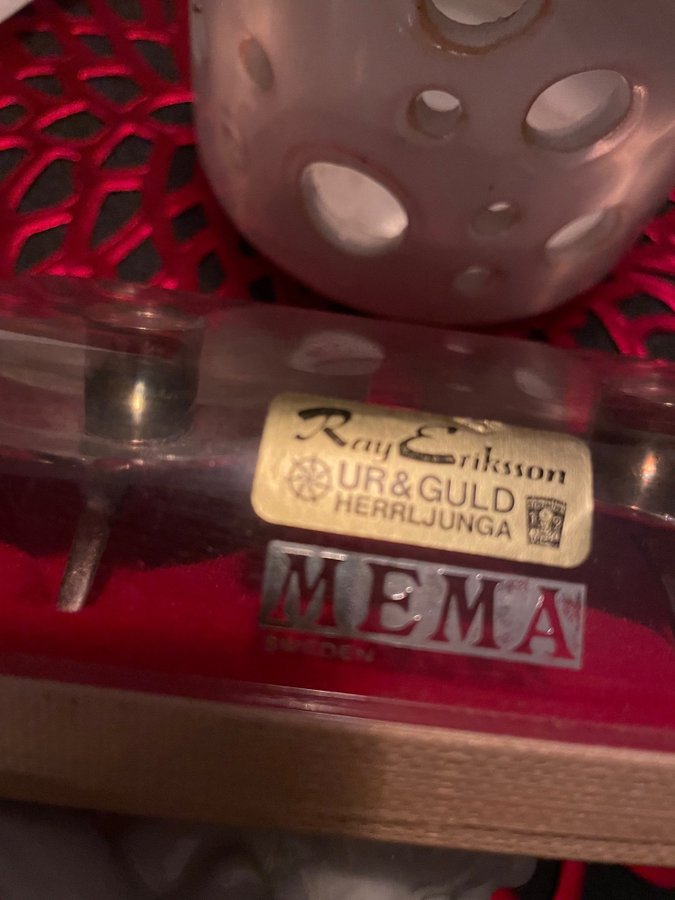 Ray Eriksson
UR & GULD
HERRLJUNGA
MEMA
SWEDEN